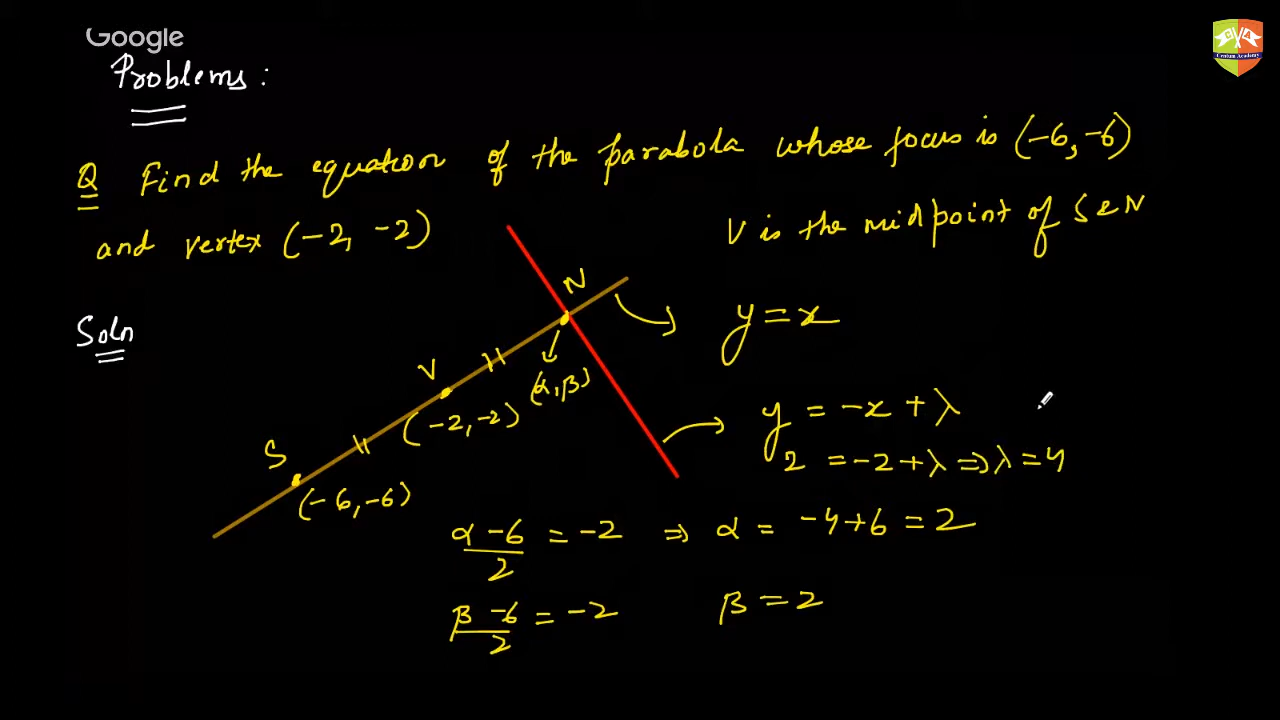 Google
Problems:
Q Find the equation of the parabola whose focus is (-6, -6)
and vertex (-2, -2)
V is the midpoint of S & N
Soln
N
y = x
V
(α, β)
(-2, -2)
y = -x + λ
S
2 = -2 + λ ⇒ λ = 4
(-6, -6)
α - 6 / 2 = -2 ⇒ α = -4 + 6 = 2
β - 6 / 2 = -2 β = 2
Centum Academy